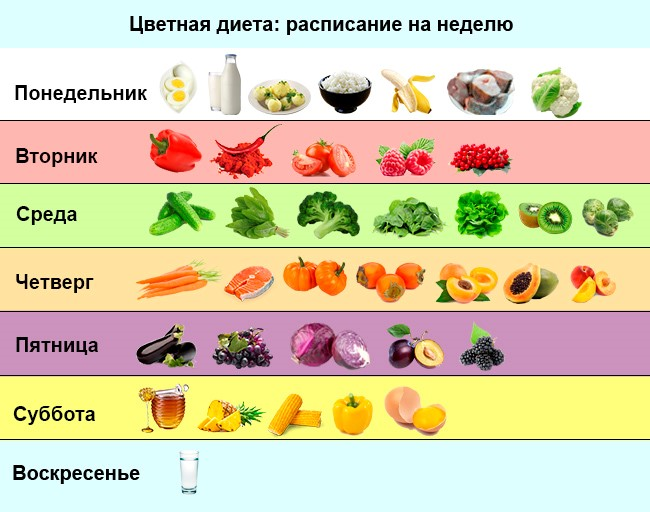 Цветная диета: расписание на неделю
Понедельник
Вторник
Среда
Четверг
Пятница
Суббота
Воскресенье